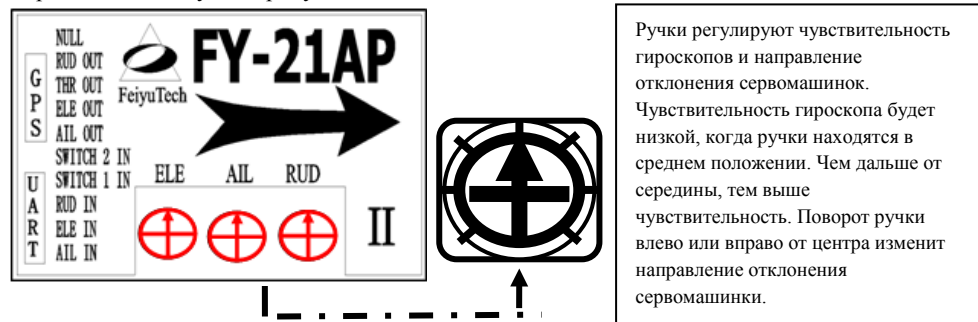 NULL
RUD OUT
THR OUT
ELE OUT
AIL OUT
SWITCH 2 IN
SWITCH 1 IN
RUD IN
ELE IN
AIL IN
GPS
UART
FeiyuTech
FY-21AP
ELE AIL RUD
II
Ручки регулируют чувствительность
гироскопов и направление
отклонения сервомашинок.
Чувствительность гироскопа будет
низкой, когда ручки находятся в
среднем положении. Чем дальше от
середины, тем выше
чувствительность. Поворот ручки
влево или вправо от центра изменит
направление отклонения
сервомашинки.